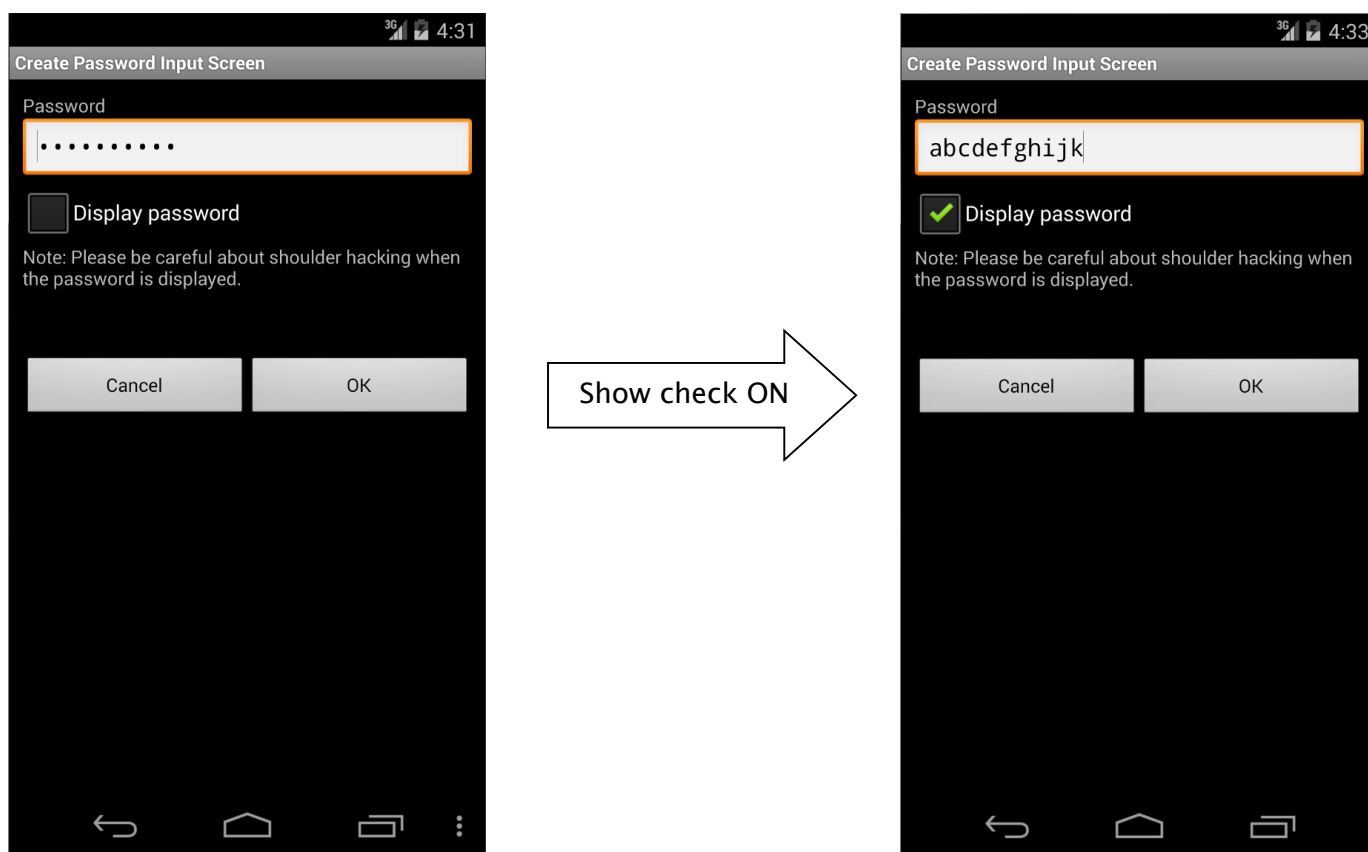 3G 4:31
Create Password Input Screen
Password
••••••••••
Display password
Note: Please be careful about shoulder hacking when
the password is displayed.
Cancel OK
Show check ON
3G 4:33
Create Password Input Screen
Password
abcdefghijk
Display password
Note: Please be careful about shoulder hacking when
the password is displayed.
Cancel OK